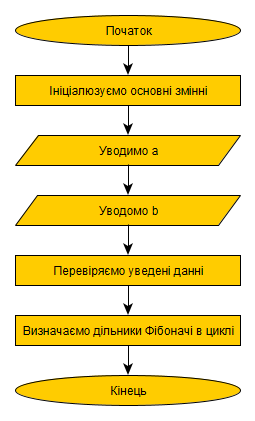 Початок
Ініціалюзуємо основні змінні
Уводимо a
Уводомо b
Перевіряємо уведені данні
Визначаємо дільники Фібоначі в циклі
Кінець